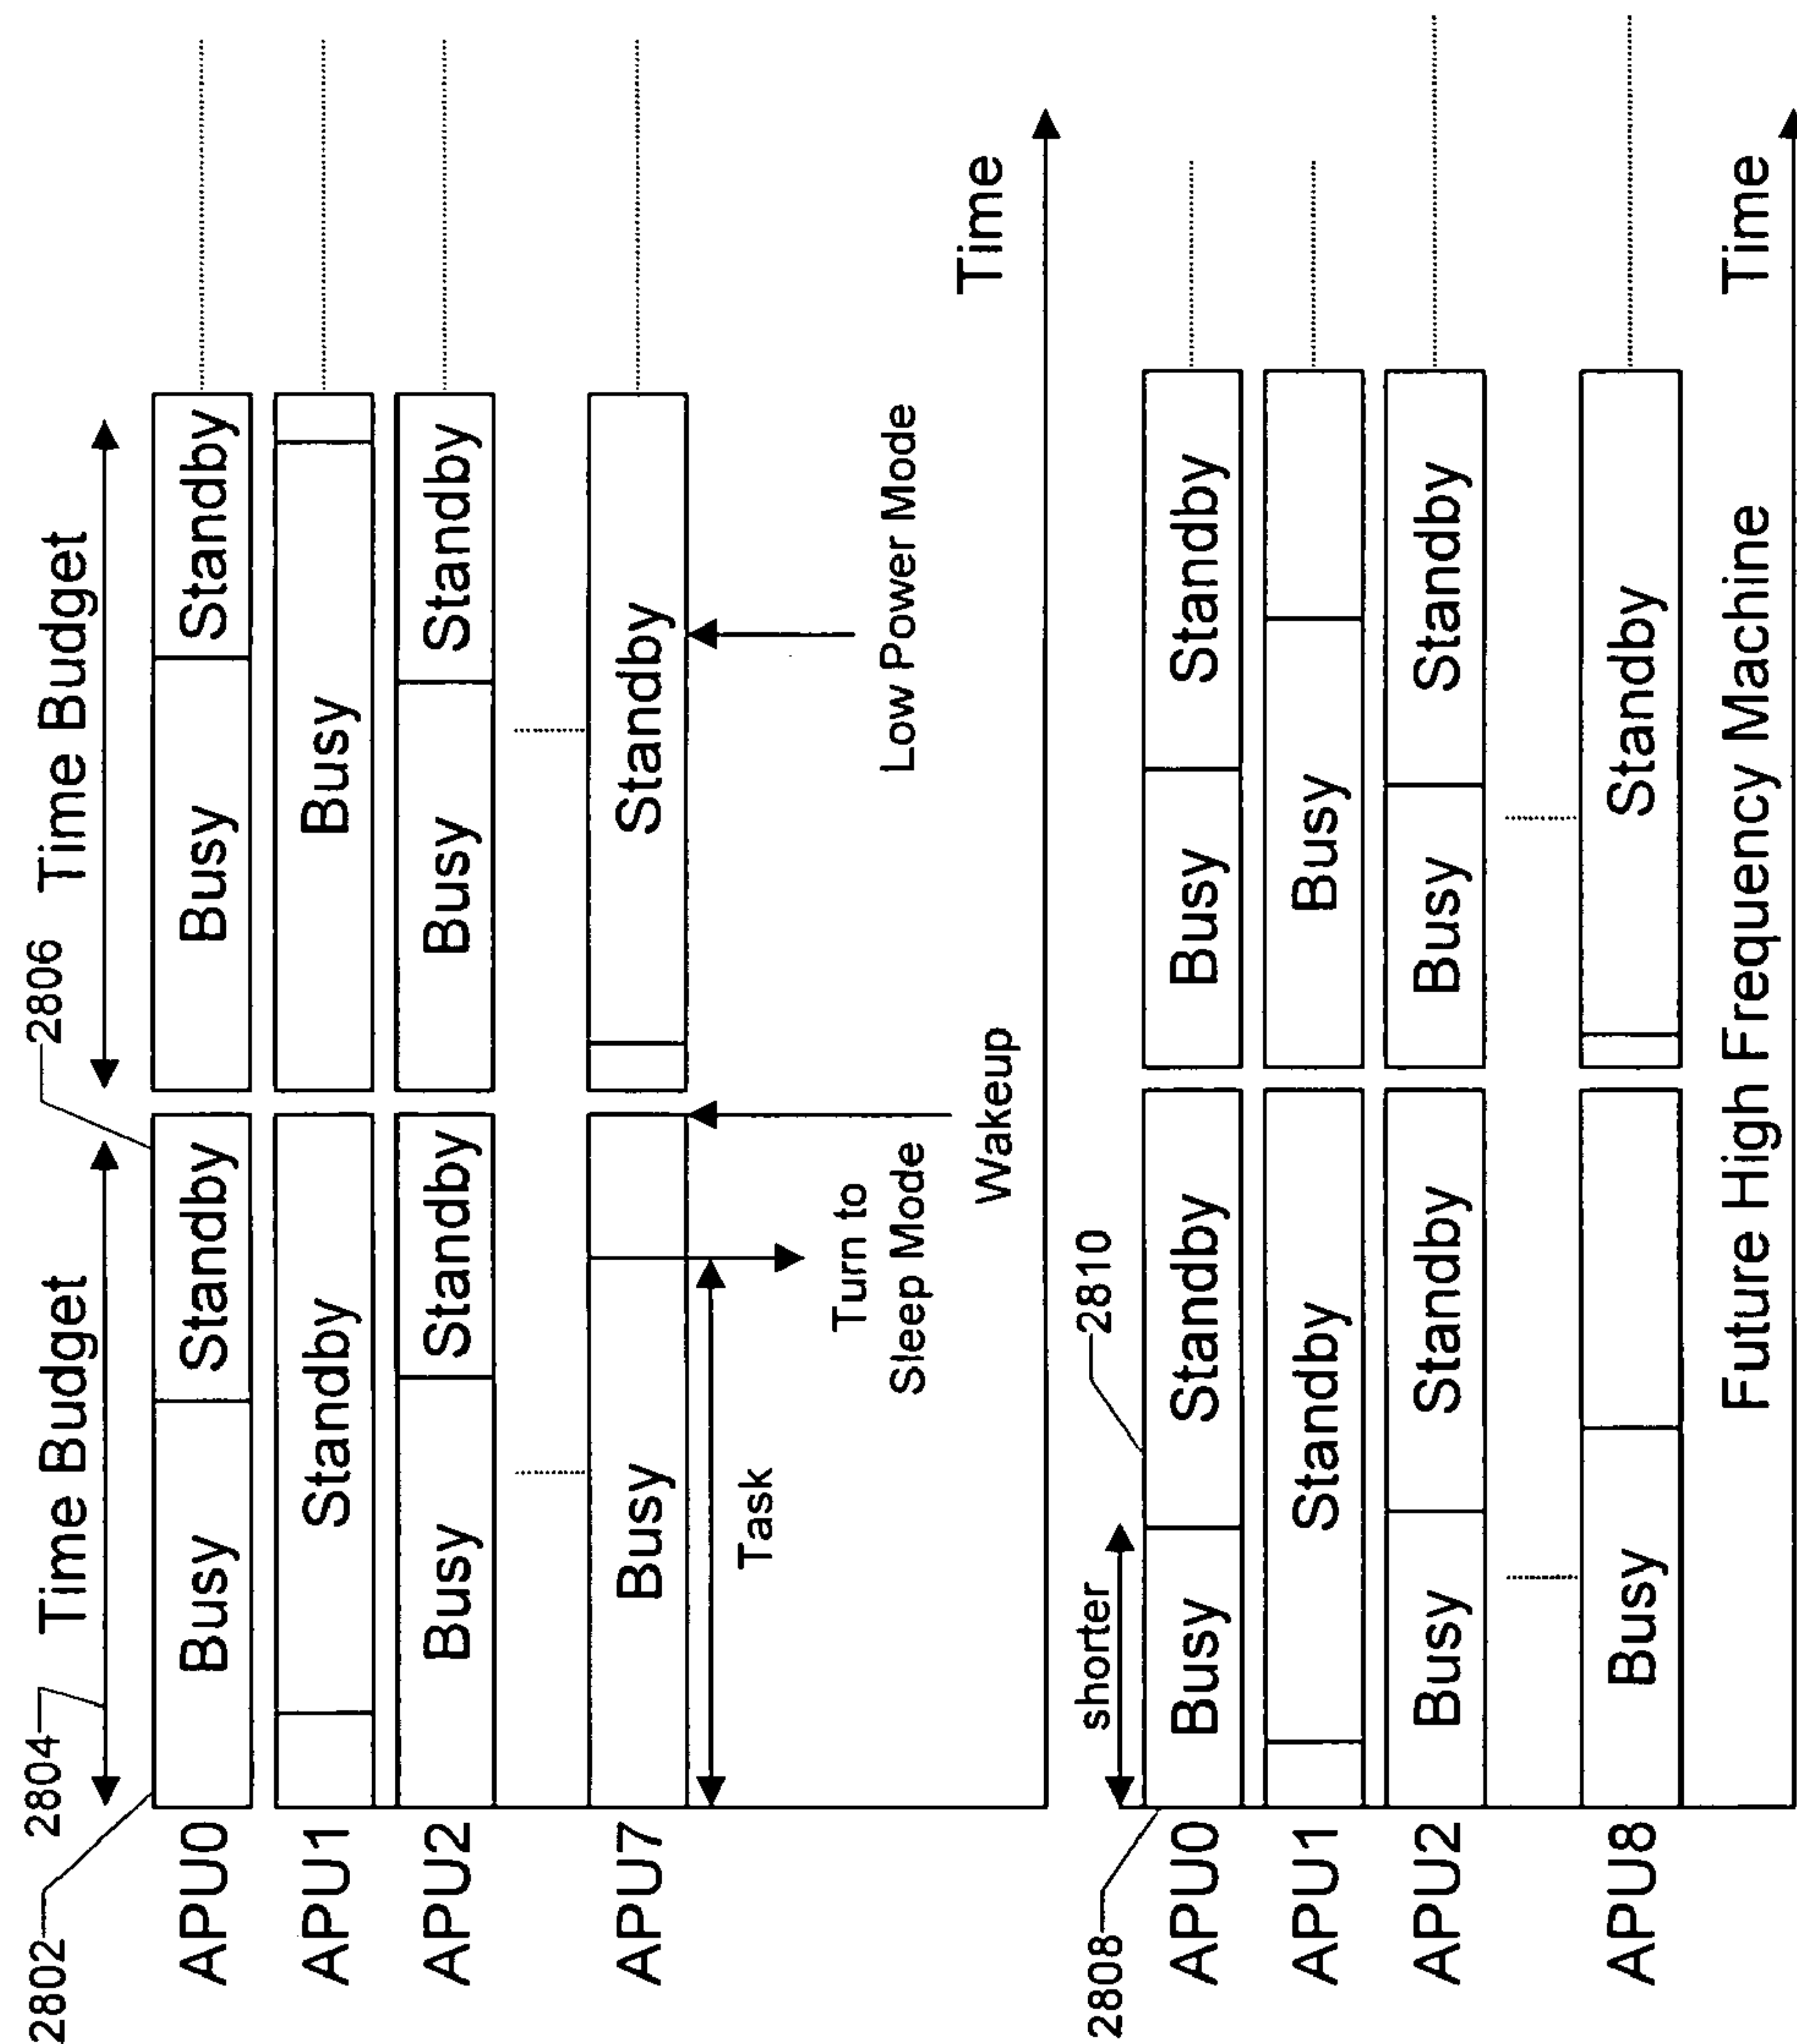 2802
2804
Time Budget
2806
Time Budget
APU0
Busy
Standby
Busy
Standby
APU1
Standby
Busy
APU2
Busy
Standby
Busy
Standby
APU7
Busy
Standby
Task
Turn to
Sleep Mode
Wakeup
Low Power Mode
Time
2808
shorter
2810
APU0
Busy
Standby
Busy
Standby
APU1
Standby
Busy
APU2
Busy
Standby
Busy
Standby
APU8
Busy
Standby
Future High Frequency Machine
Time